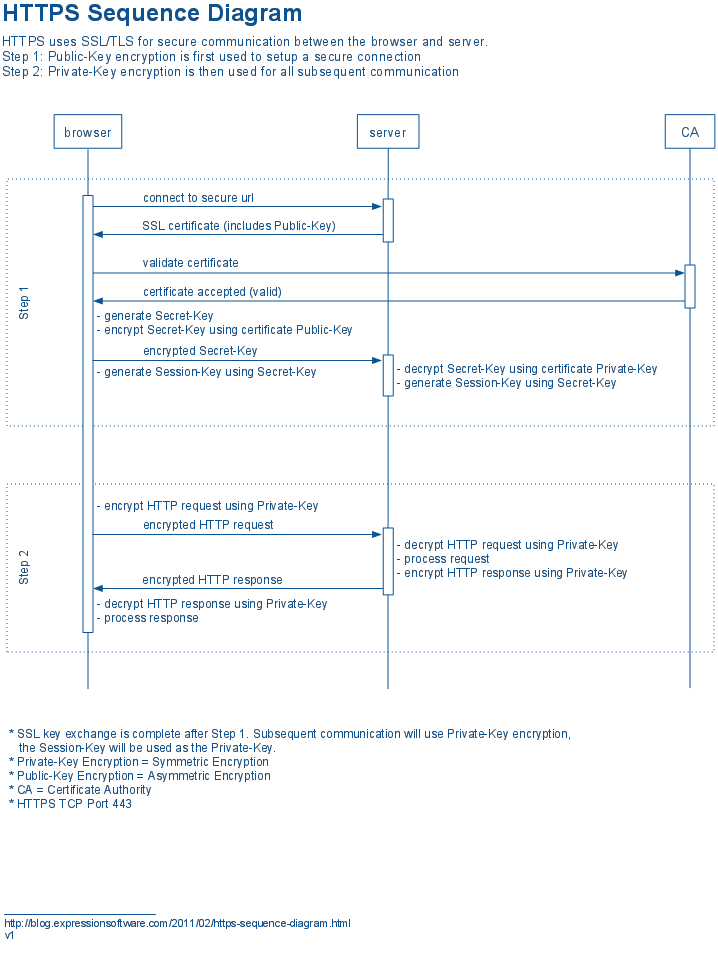 HTTPS Sequence Diagram
HTTPS uses SSL/TLS for secure communication between the browser and server.
Step 1: Public-Key encryption is first used to setup a secure connection
Step 2: Private-Key encryption is then used for all subsequent communication
browser
server
CA
Step 1
connect to secure url
SSL certificate (includes Public-Key)
validate certificate
certificate accepted (valid)
- generate Secret-Key
- encrypt Secret-Key using certificate Public-Key
encrypted Secret-Key
- generate Session-Key using Secret-Key
- decrypt Secret-Key using certificate Private-Key
- generate Session-Key using Secret-Key
Step 2
- encrypt HTTP request using Private-Key
encrypted HTTP request
- decrypt HTTP request using Private-Key
- process request
- encrypt HTTP response using Private-Key
encrypted HTTP response
- decrypt HTTP response using Private-Key
- process response
* SSL key exchange is complete after Step 1. Subsequent communication will use Private-Key encryption,
the Session-Key will be used as the Private-Key.
* Private-Key Encryption = Symmetric Encryption
* Public-Key Encryption = Asymmetric Encryption
* CA = Certificate Authority
* HTTPS TCP Port 443
http://blog.expressionsoftware.com/2011/02/https-sequence-diagram.html
v1